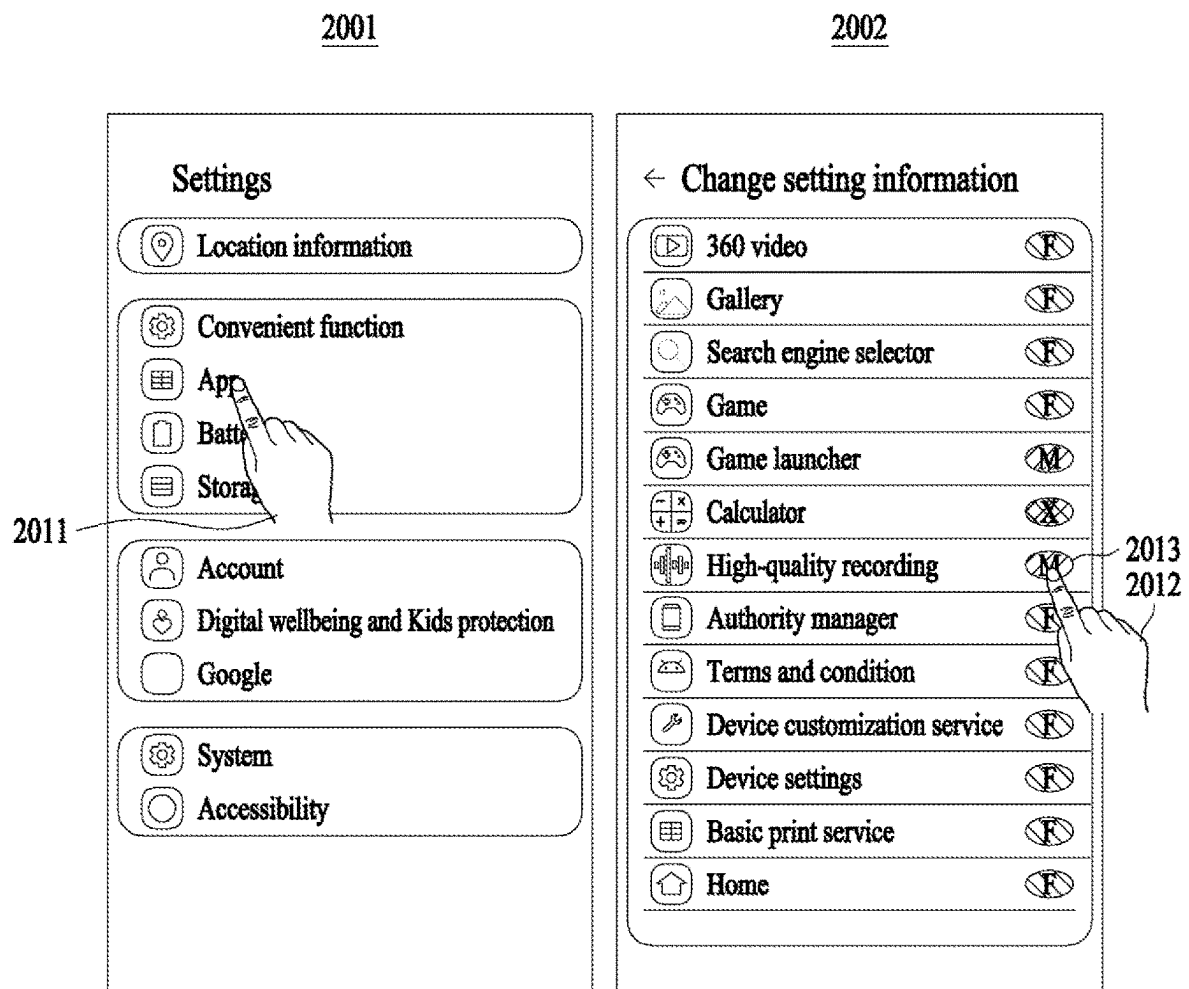 2001
2002
Settings
Location information
Convenient function
App
Batte
Storag
2011
Account
Digital wellbeing and Kids protection
Google
System
Accessibility
← Change setting information
360 video F
Gallery F
Search engine selector F
Game F
Game launcher M
Calculator X
High-quality recording M
2013
2012
Authority manager F
Terms and condition F
Device customization service F
Device settings F
Basic print service F
Home F